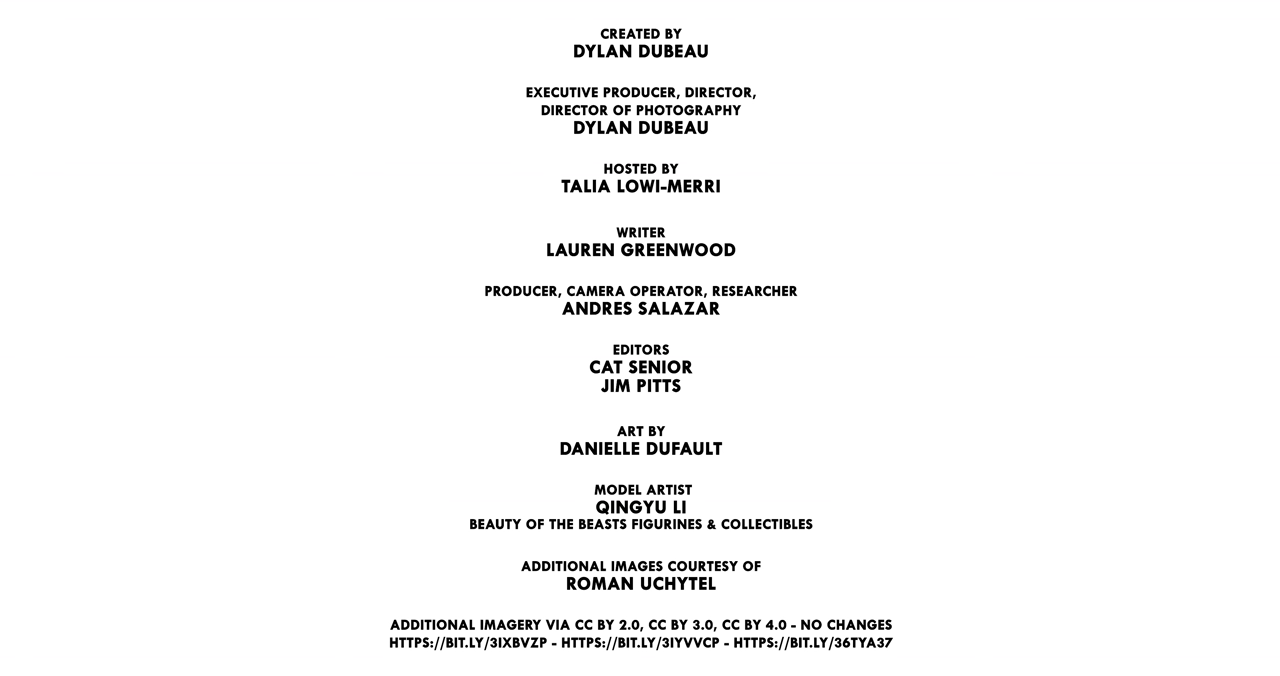 CREATED BY
DYLAN DUBEAU
EXECUTIVE PRODUCER, DIRECTOR,
DIRECTOR OF PHOTOGRAPHY
DYLAN DUBEAU
HOSTED BY
TALIA LOWI-MERRI
WRITER
LAUREN GREENWOOD
PRODUCER, CAMERA OPERATOR, RESEARCHER
ANDRES SALAZAR
EDITORS
CAT SENIOR
JIM PITTS
ART BY
DANIELLE DUFAULT
MODEL ARTIST
QINGYU LI
BEAUTY OF THE BEASTS FIGURINES & COLLECTIBLES
ADDITIONAL IMAGES COURTESY OF
ROMAN UCHYTEL
ADDITIONAL IMAGERY VIA CC BY 2.0, CC BY 3.0, CC BY 4.0 - NO CHANGES
HTTPS://BIT.LY/3IXBVZP - HTTPS://BIT.LY/3IYVVCP - HTTPS://BIT.LY/36TYA37